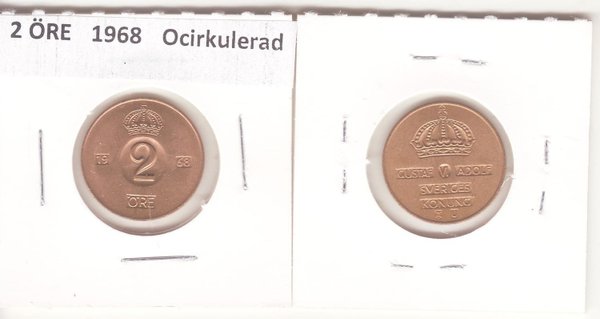 2 ÖRE 1968 Ocirkulerad
19 68
2
ÖRE
GUSTAF VI ADOLF
SVERIGES
KONUNG
U